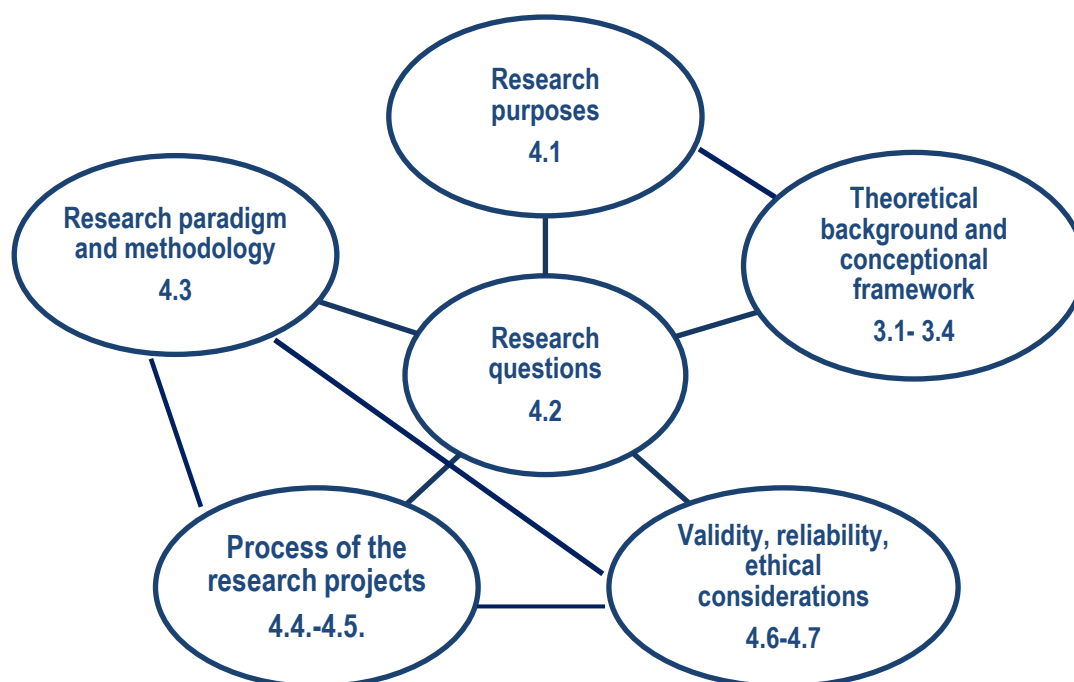 Research
purposes
4.1
Research paradigm
and methodology
4.3
Theoretical
background and
conceptional
framework
3.1- 3.4
Research
questions
4.2
Process of the
research projects
4.4.-4.5.
Validity, reliability,
ethical
considerations
4.6-4.7